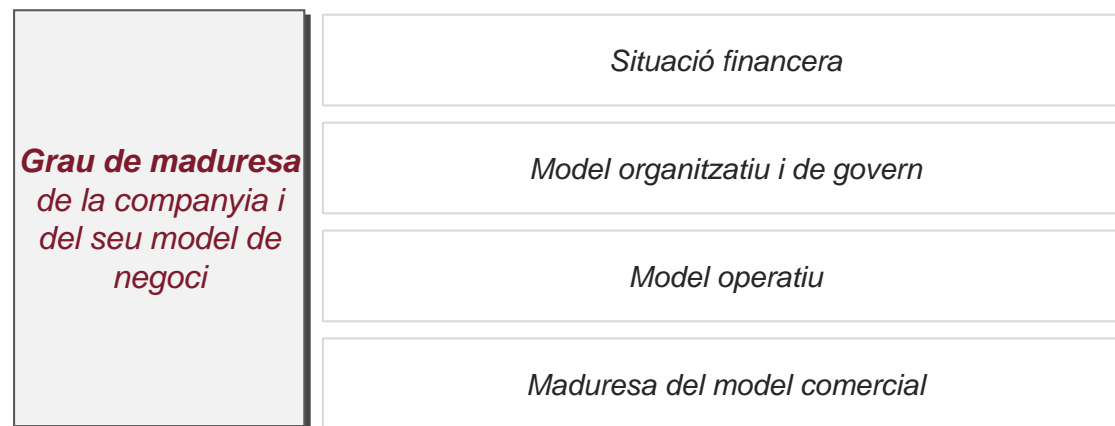 Grau de maduresa
de la companyia i
del seu model de
negoci
Situació financera
Model organitzatiu i de govern
Model operatiu
Maduresa del model comercial